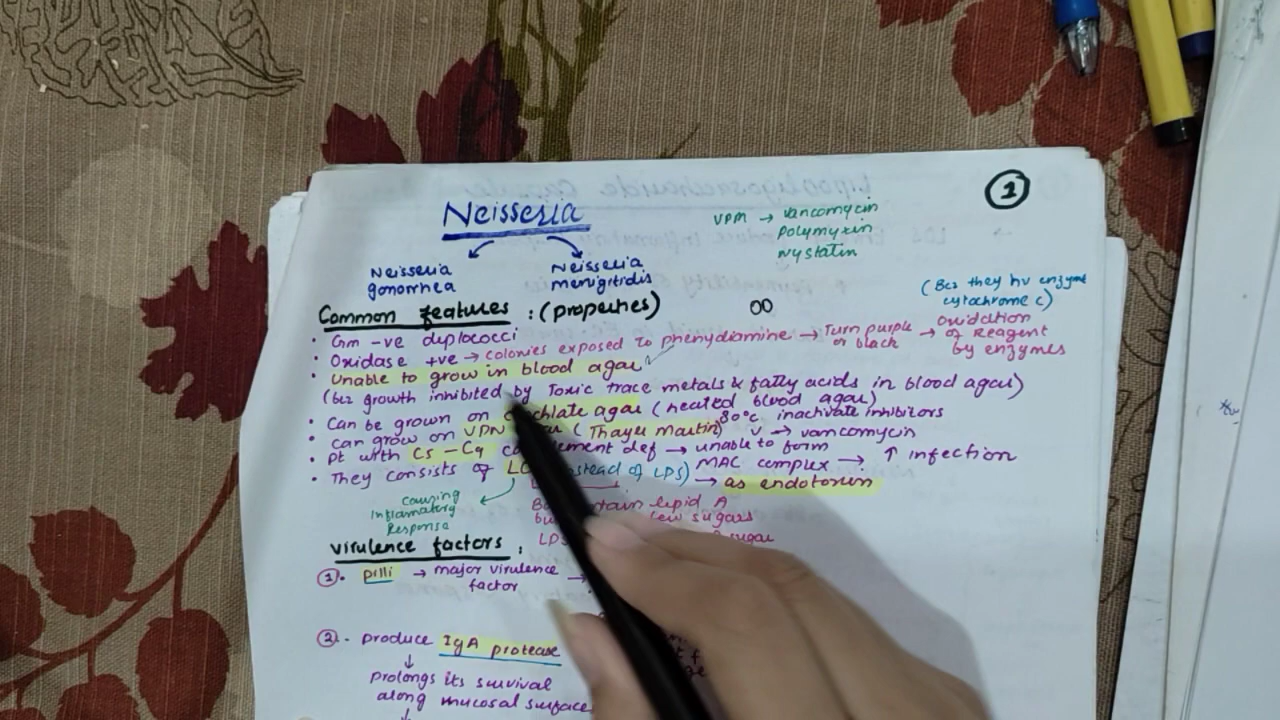 ①
Neisseria
VPM → vancomycin
Polymyxin
Nystatin
Neisseria
gonorrhea
Neisseria
menigitidis
Common features : (properties)
(Bcz they hv enzyme
cytochrome c)
• Gm -ve diplococci
• Oxidase +ve → colonies exposed to phenydiamine → Turn purple or black → Oxidation of Reagent by enzymes
• Unable to grow in blood agar
(bcz growth inhibited by Toxic trace metals & fatty acids in blood agar)
• Can be grown on agar (heated blood agar)
80°c inactivate inhibitors
• can grow on VPN (Thayer Martin) V → vancomycin
• Pt with C5 - C9 def → unable to form MAC complex → ↑ infection
• They consists of instead of LPS) → as endotoxin
causing
Inflamatory
Response
lipid A
few sugars
LPS sugar
Virulence factors :
①• pilli → major virulence factor →
②• produce IgA protease
↓
prolongs its survival
along mucosal surface
↓